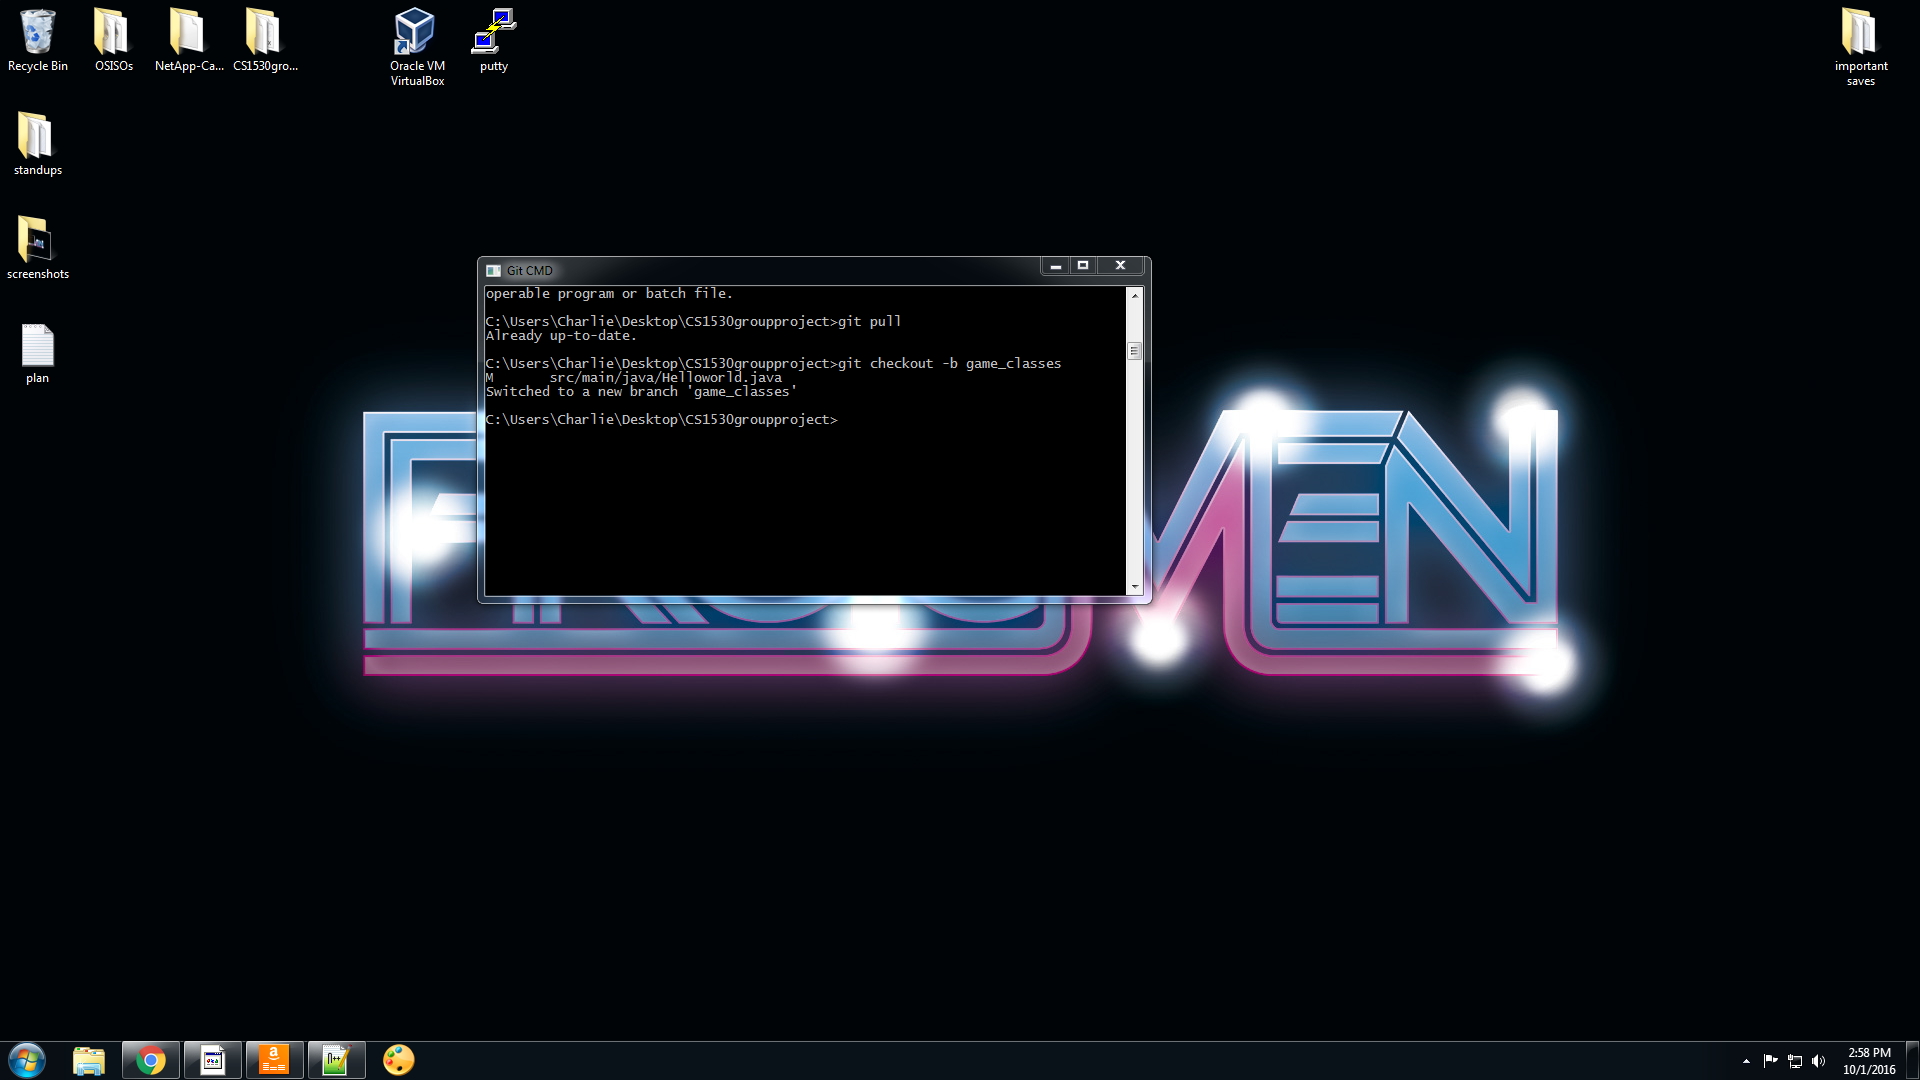 Recycle Bin
OSISOs
NetApp-Ca...
CS1530gro...
Oracle VM
VirtualBox
putty
important
saves
standups
screenshots
plan
Git CMD
operable program or batch file.
C:\Users\Charlie\Desktop\CS1530groupproject>git pull
Already up-to-date.
C:\Users\Charlie\Desktop\CS1530groupproject>git checkout -b game_classes
M       src/main/java/Helloworld.java
Switched to a new branch 'game_classes'
C:\Users\Charlie\Desktop\CS1530groupproject>
2:58 PM
10/1/2016